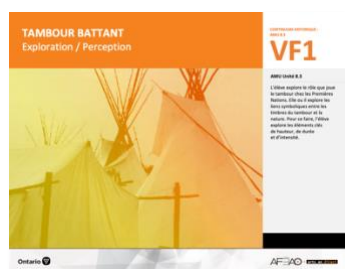 TAMBOUR BATTANT
Exploration / Perception
VF1
AMU Unité 8.3
L'élève explore le rôle que joue
le tambour chez les Premières
Nations. Elle ou il explore les
liens symboliques entre les
timbres du tambour et la
nature. Pour ce faire, l'élève
explore les éléments clés
de hauteur, de durée
et d'intensité.
Ontario